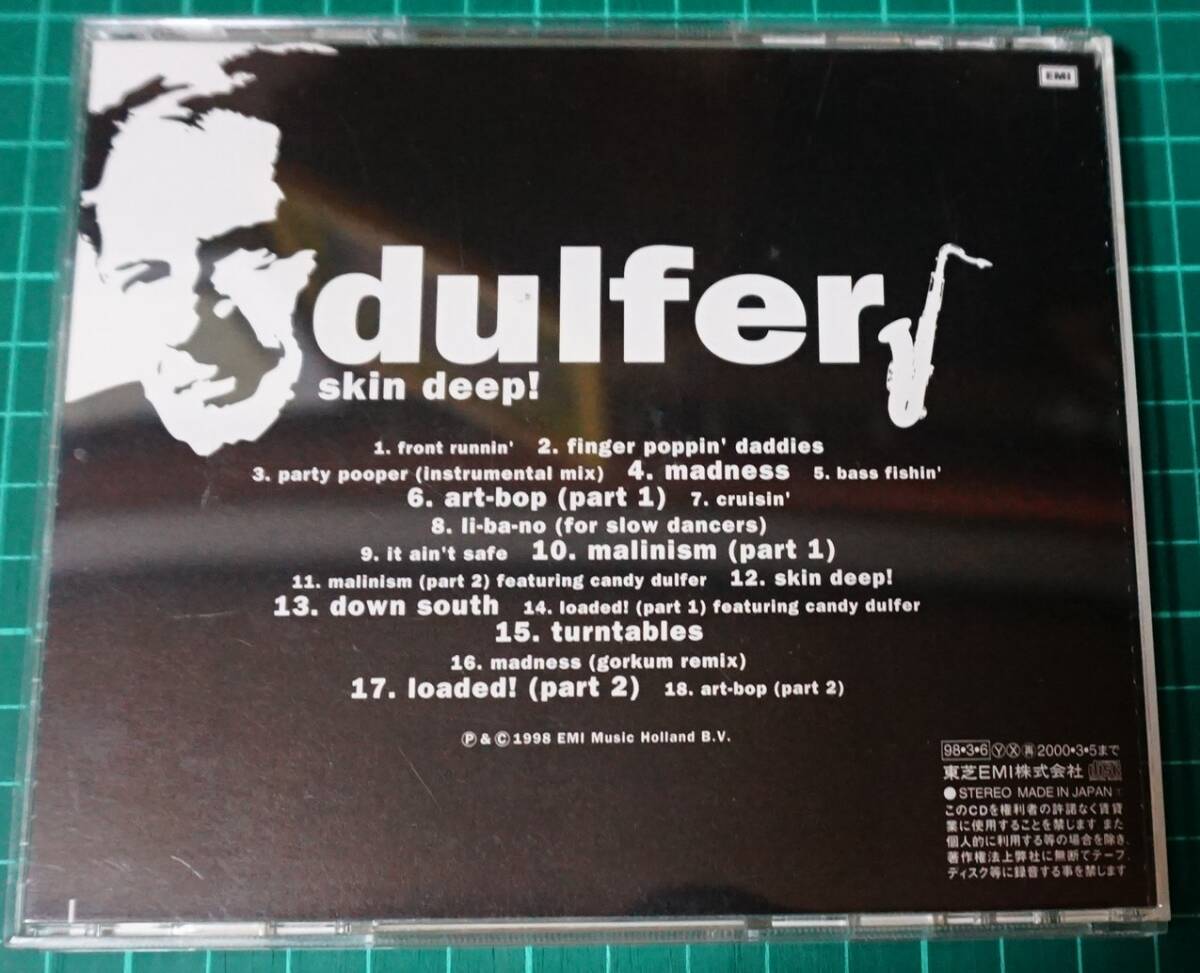 EMI
dulfer
skin deep!
1. front runnin' 2. finger poppin' daddies
3. party pooper (instrumental mix) 4. madness 5. bass fishin'
6. art-bop (part 1) 7. cruisin'
8. li-ba-no (for slow dancers)
9. it ain't safe 10. malinism (part 1)
11. malinism (part 2) featuring candy dulfer 12. skin deep!
13. down south 14. loaded! (part 1) featuring candy dulfer
15. turntables
16. madness (gorkum remix)
17. loaded! (part 2) 18. art-bop (part 2)
Ⓟ & © 1998 EMI Music Holland B.V.
98•3•6 Ⓨ Ⓧ ㊢ 2000•3•5まで
東芝EMI株式会社
●STEREO MADE IN JAPAN
このCDを権利者の許諾なく賃貸
業に使用することを禁じます また
個人的に利用する等の場合を除き、
著作権法上弊社に無断でテープ、
ディスク等に録音する事を禁じます